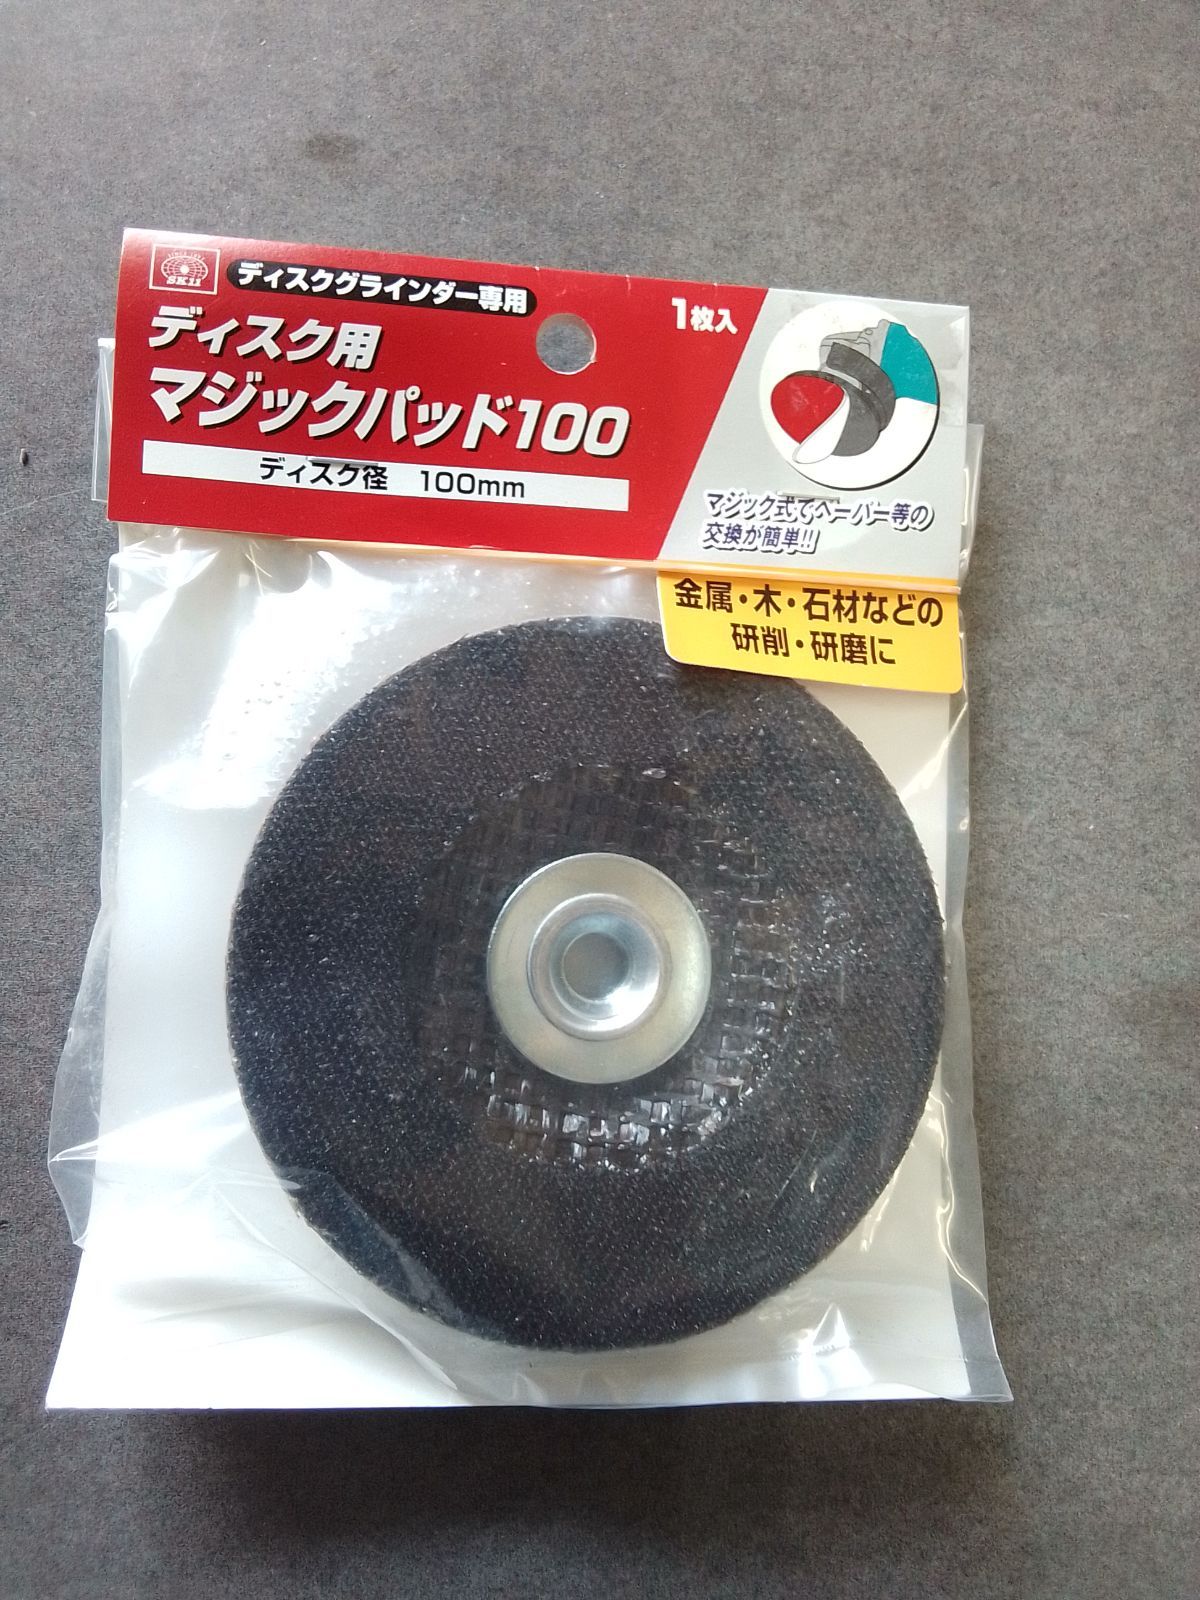 SINCE 1991
SK11
ディスクグラインダー専用
1枚入
ディスク用
マジックパッド100
ディスク径 100mm
マジック式でペーパー等の
交換が簡単!!
金属・木・石材などの
研削・研磨に